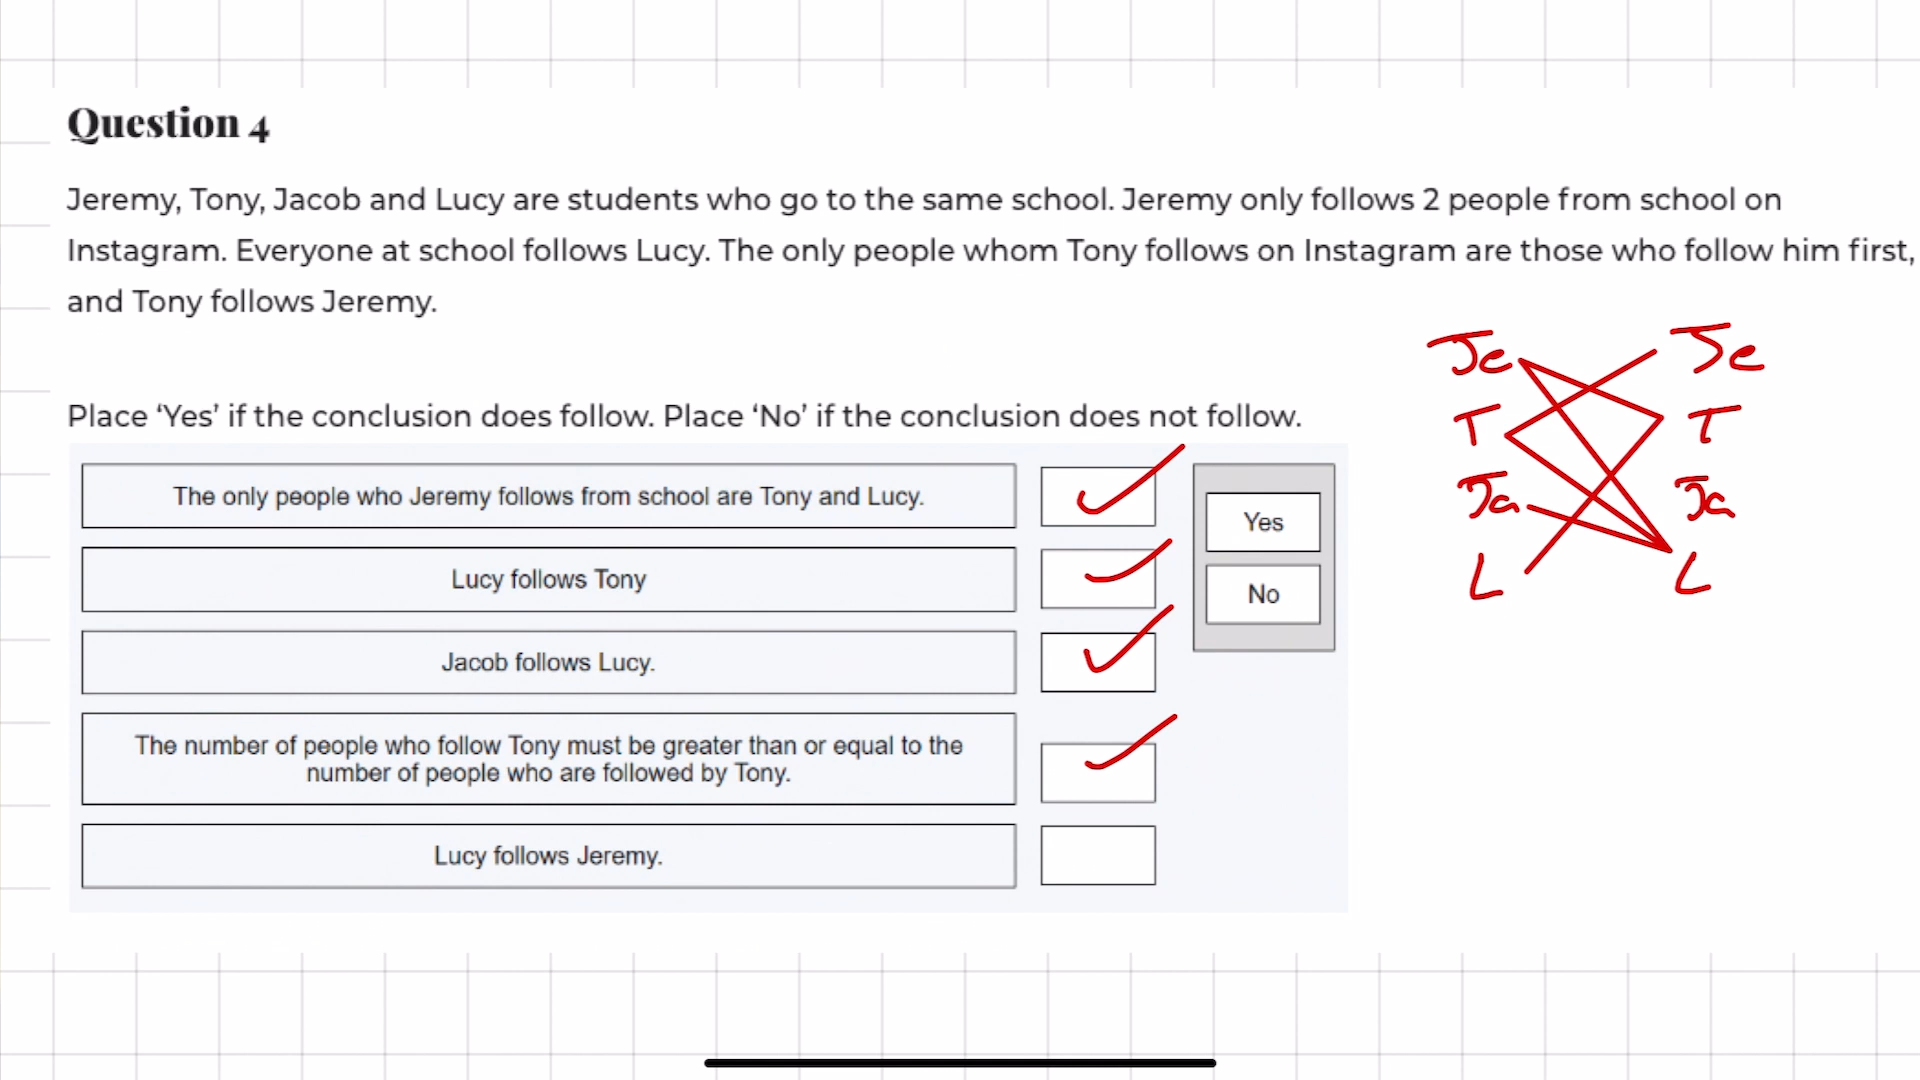 Question 4
Jeremy, Tony, Jacob and Lucy are students who go to the same school. Jeremy only follows 2 people from school on
Instagram. Everyone at school follows Lucy. The only people whom Tony follows on Instagram are those who follow him first,
and Tony follows Jeremy.
Je Je
T T
Ja Ja
L L
Place ‘Yes’ if the conclusion does follow. Place ‘No’ if the conclusion does not follow.
The only people who Jeremy follows from school are Tony and Lucy.
Yes
Lucy follows Tony
No
Jacob follows Lucy.
The number of people who follow Tony must be greater than or equal to the
number of people who are followed by Tony.
Lucy follows Jeremy.